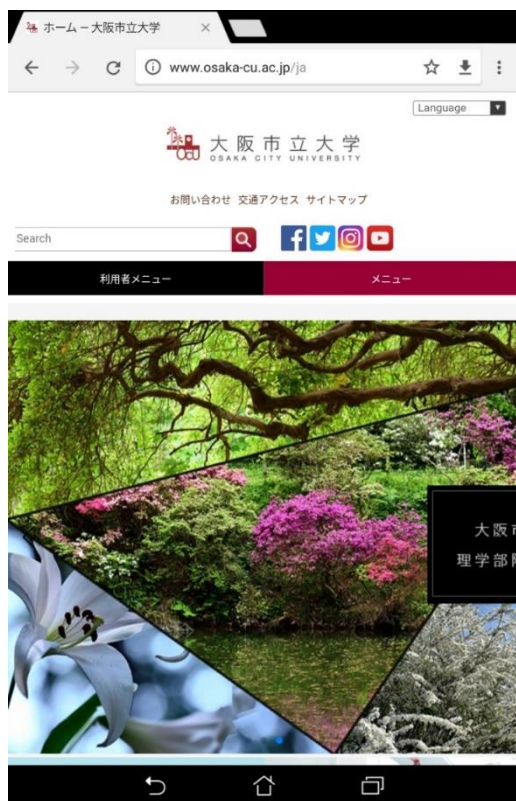 ホーム – 大阪市立大学
www.osaka-cu.ac.jp/ja
Language
大阪市立大学
OSAKA CITY UNIVERSITY
お問い合わせ 交通アクセス サイトマップ
Search
利用者メニュー
メニュー
大阪市
理学部